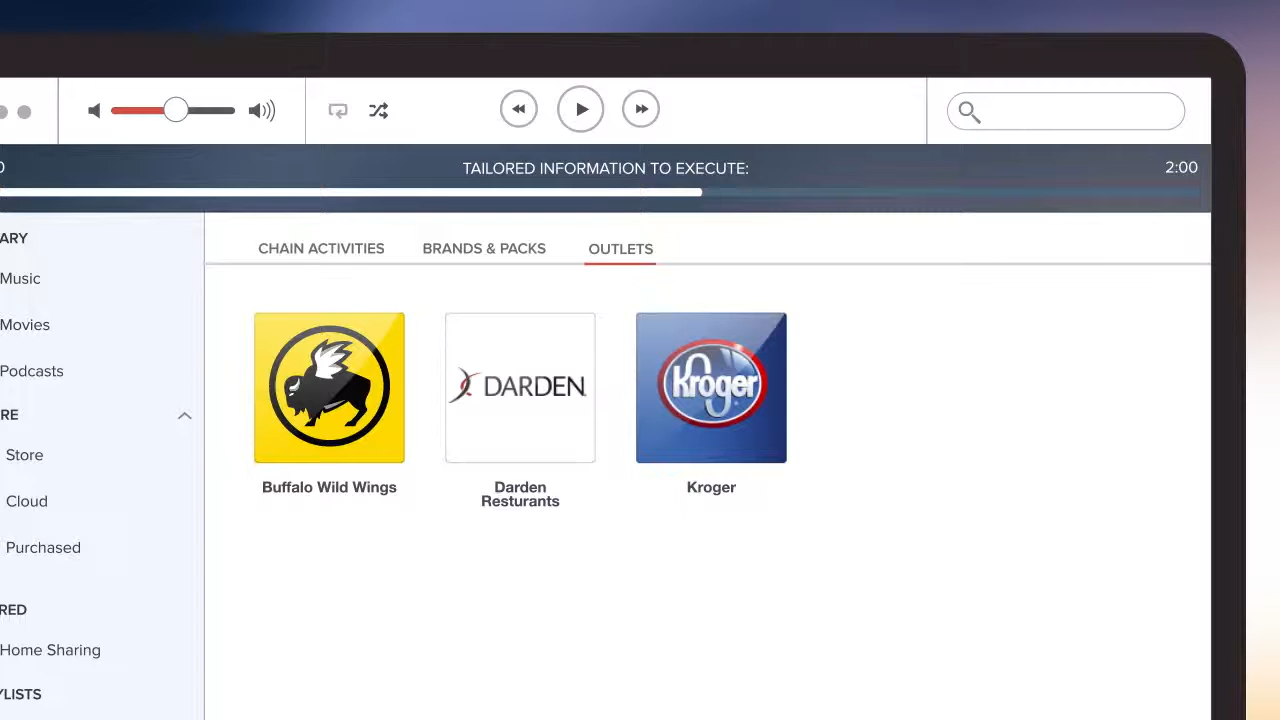 TAILORED INFORMATION TO EXECUTE:
2:00
ARY
CHAIN ACTIVITIES
BRANDS & PACKS
OUTLETS
Music
Movies
Podcasts
RE
Store
Cloud
Purchased
RED
Home Sharing
YLISTS
DARDEN
Kroger
Buffalo Wild Wings
Darden
Resturants
Kroger